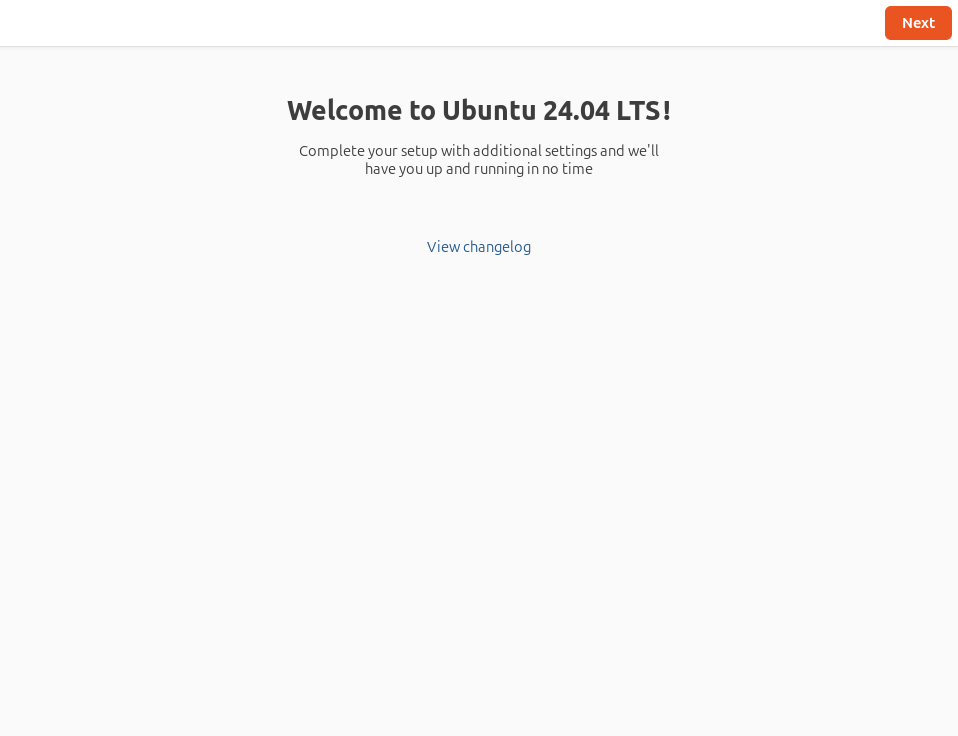 Next
Welcome to Ubuntu 24.04 LTS!
Complete your setup with additional settings and we'll
have you up and running in no time
View changelog